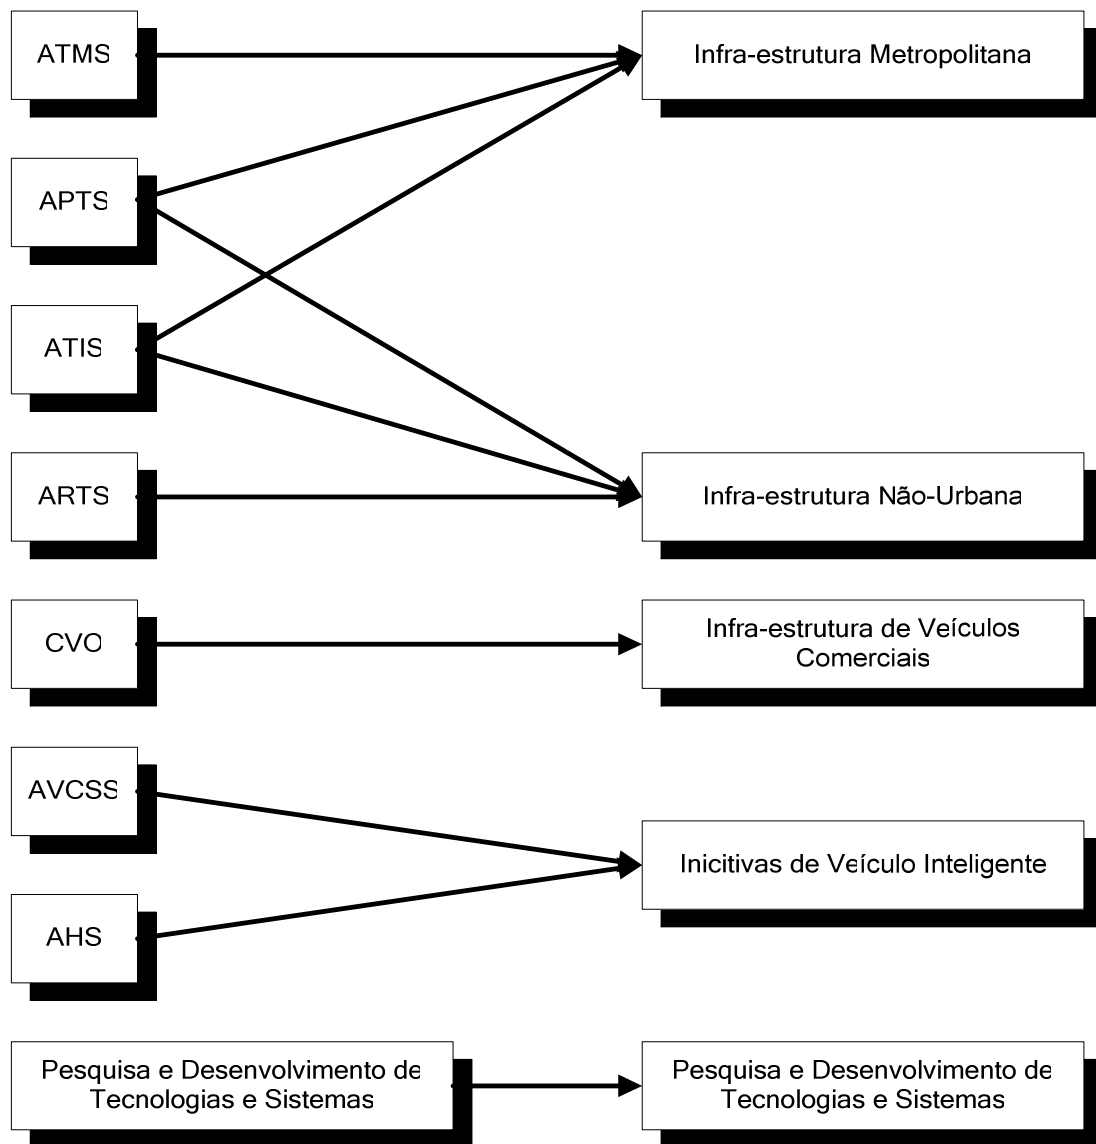 ATMS
Infra-estrutura Metropolitana
APTS
ATIS
ARTS
Infra-estrutura Não-Urbana
CVO
Infra-estrutura de Veículos
Comerciais
AVCSS
Inicitivas de Veículo Inteligente
AHS
Pesquisa e Desenvolvimento de
Tecnologias e Sistemas
Pesquisa e Desenvolvimento de
Tecnologias e Sistemas